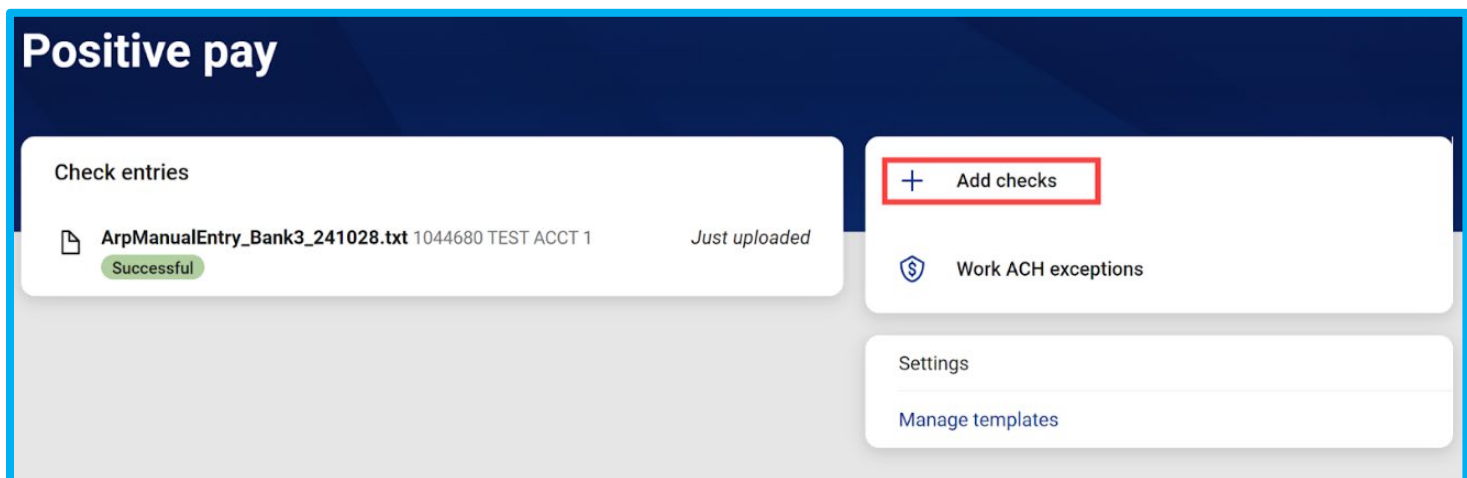 Positive pay
Check entries
ArpManualEntry_Bank3_241028.txt 1044680 TEST ACCT 1 Just uploaded
Successful
Add checks
Work ACH exceptions
Settings
Manage templates